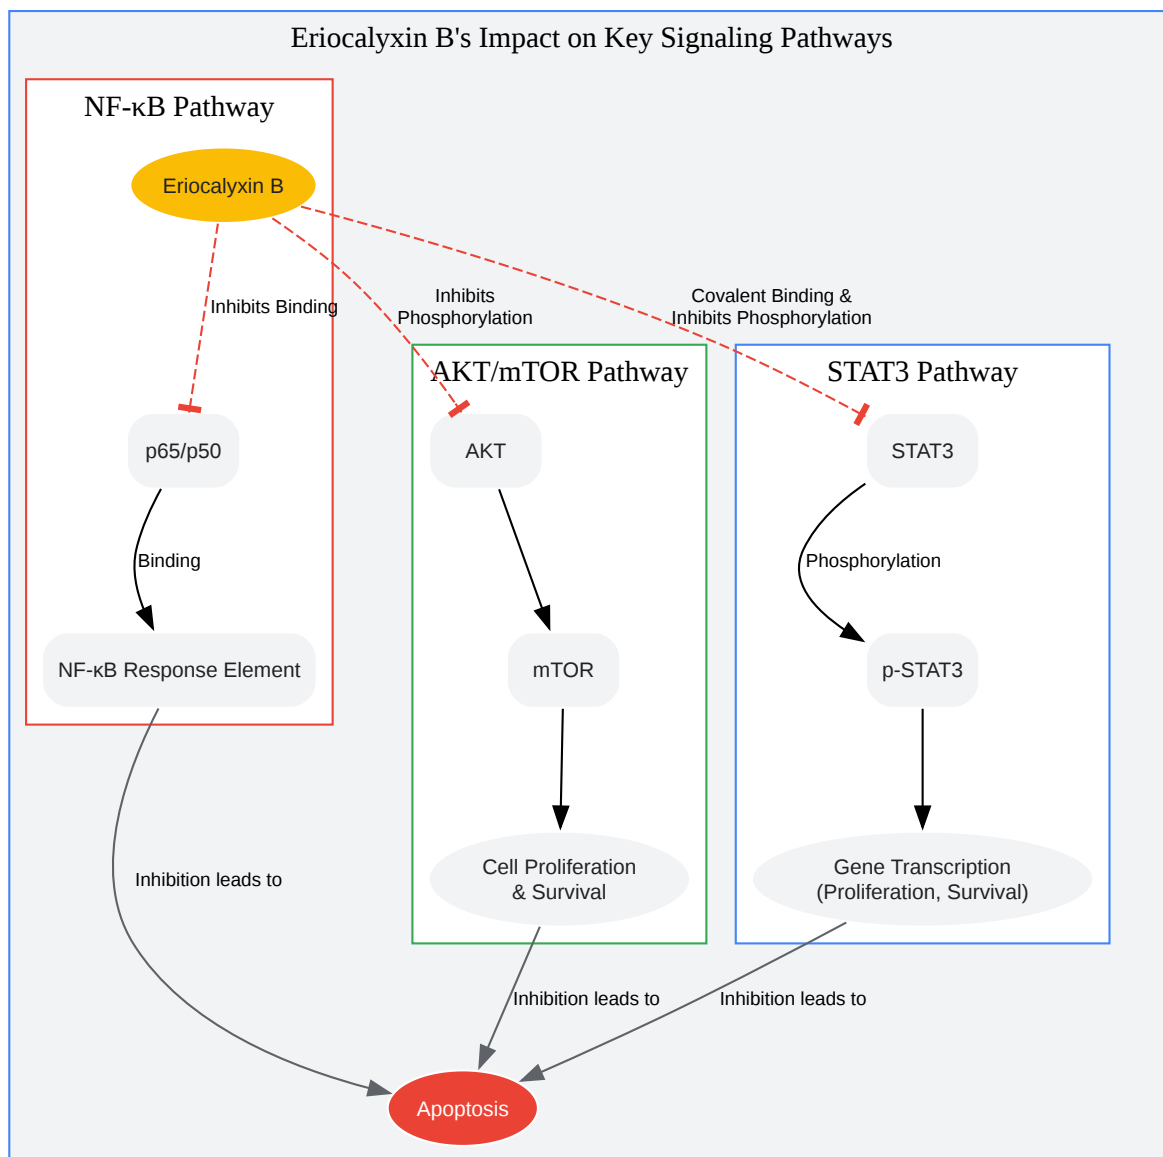 Eriocalyxin B's Impact on Key Signaling Pathways
NF-κB Pathway
Eriocalyxin B
Inhibits Binding
Inhibits
Phosphorylation
Covalent Binding &
Inhibits Phosphorylation
AKT/mTOR Pathway
STAT3 Pathway
p65/p50
AKT
STAT3
Binding
Phosphorylation
NF-κB Response Element
mTOR
p-STAT3
Cell Proliferation
& Survival
Gene Transcription
(Proliferation, Survival)
Inhibition leads to
Inhibition leads to
Inhibition leads to
Apoptosis